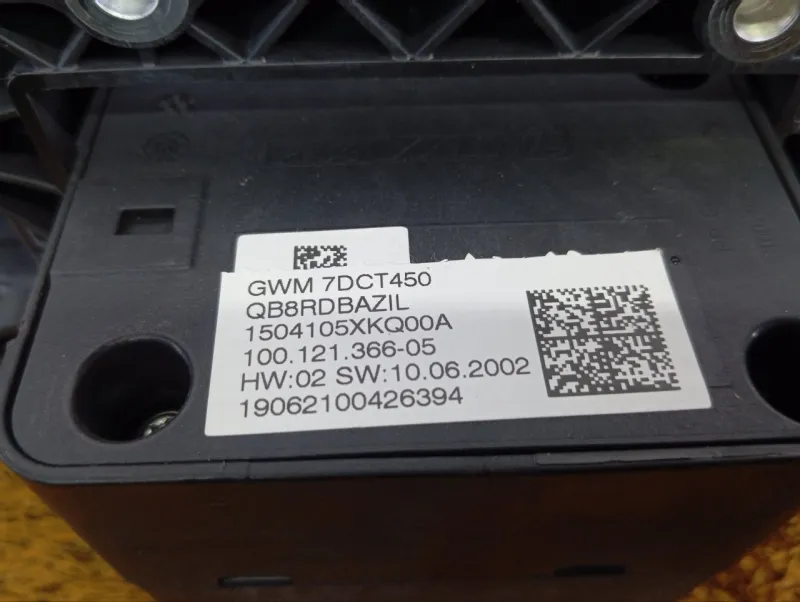 GWM 7DCT450
QB8RDBAZIL
1504105XKQ00A
100.121.366-05
HW:02 SW:10.06.2002
19062100426394